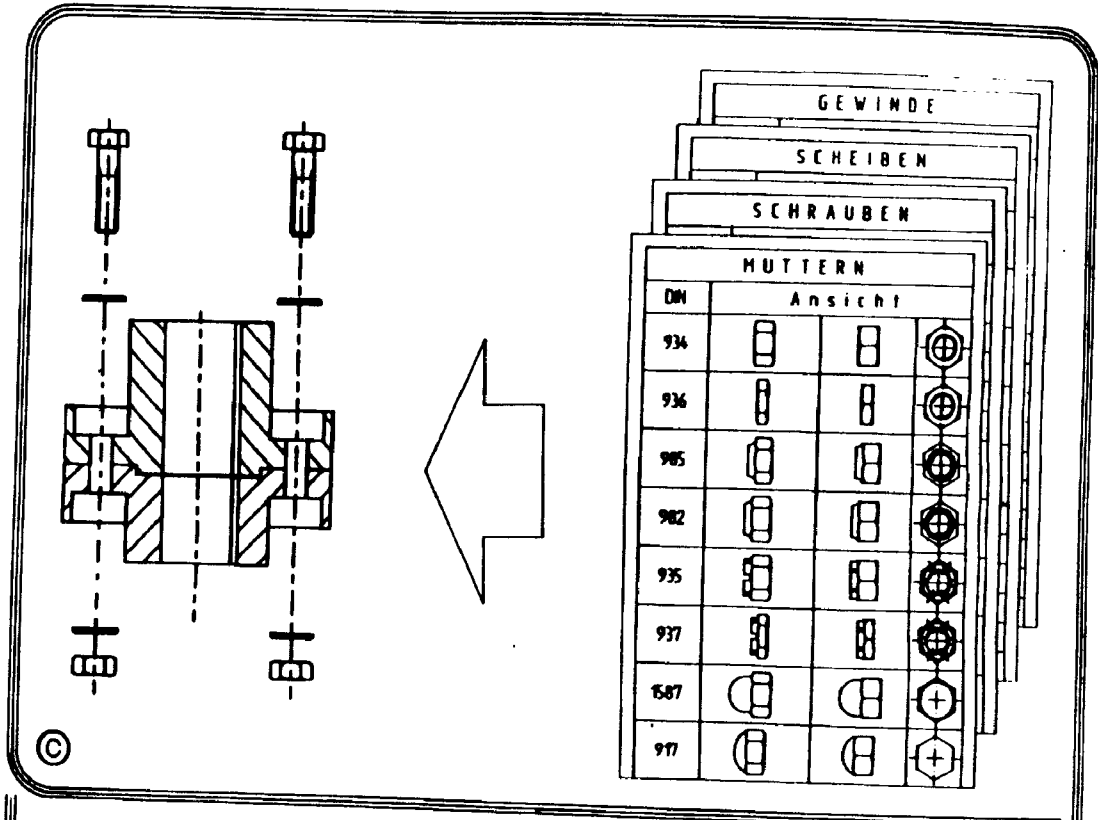 GEWINDE
SCHEIBEN
SCHRAUBEN
MUTTERN
DIN Ansicht
934
936
985
982
935
937
1587
917
©